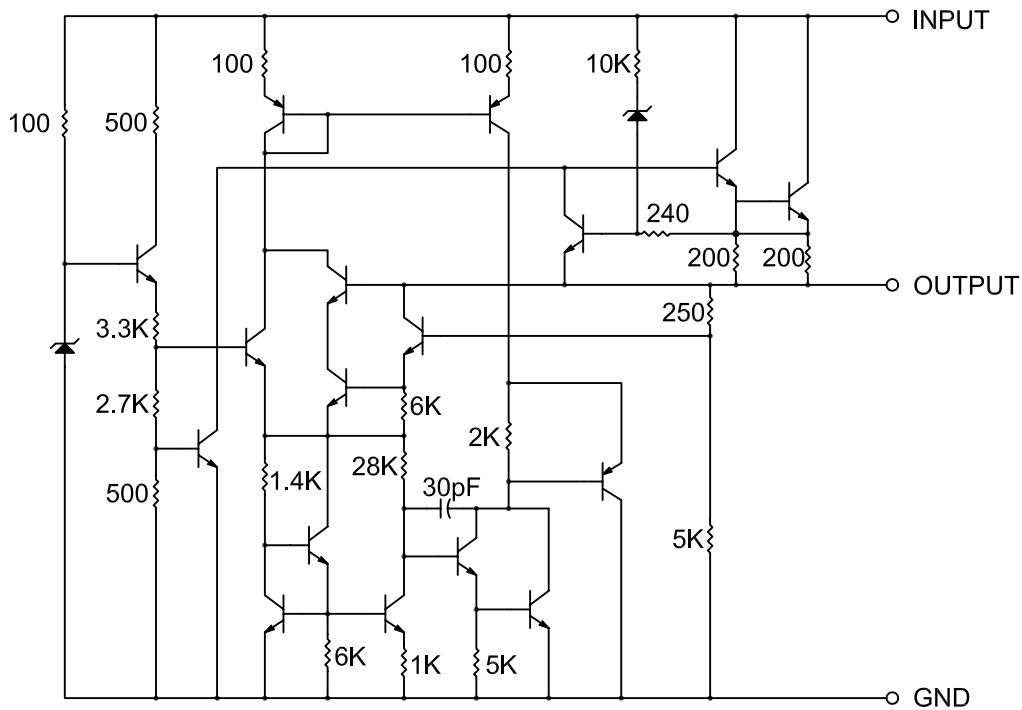 INPUT
100
100
10K
100
500
240
200
200
OUTPUT
250
3.3K
2.7K
6K
2K
1.4K
28K
500
30pF
5K
6K
1K
5K
GND